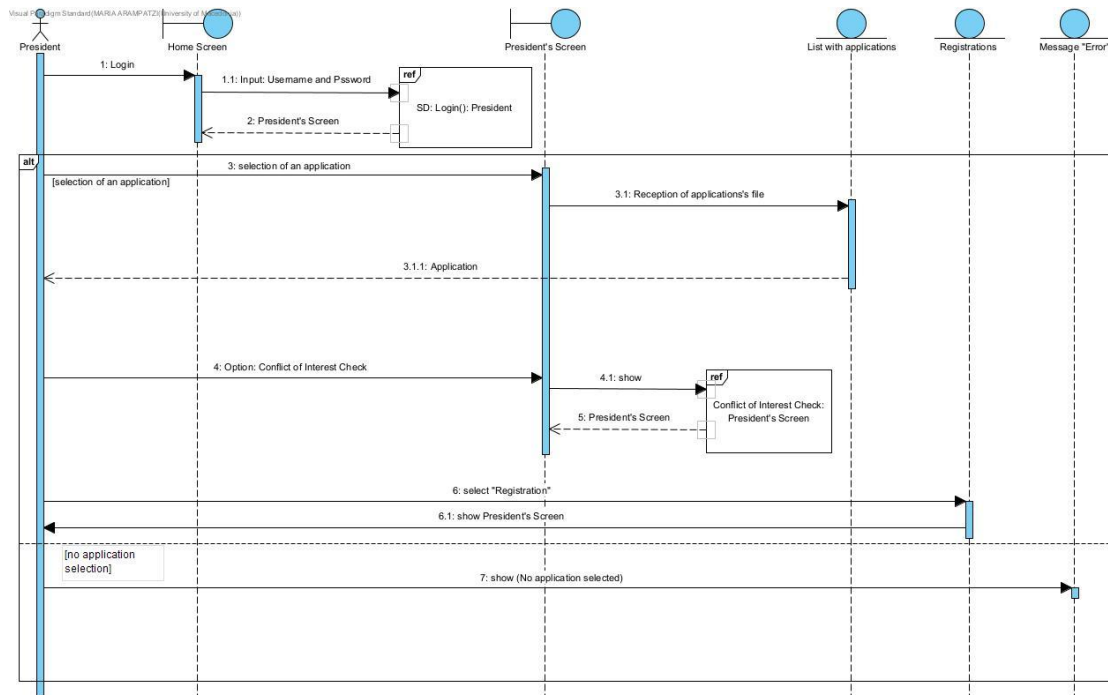 Visual Paradigm Standard(MARIA ARAMPATZI(University of Macedonia))
President
Home Screen
President's Screen
List with applications
Registrations
Message "Error"
1: Login
1.1: Input: Username and Pssword
ref
SD: Login(): President
2: President's Screen
alt
3: selection of an application
[selection of an application]
3.1: Reception of applications's file
3.1.1: Application
4: Option: Conflict of Interest Check
4.1: show
ref
Conflict of Interest Check:
President's Screen
5: President's Screen
6: select "Registration"
6.1: show President's Screen
[no application
selection]
7: show (No application selected)